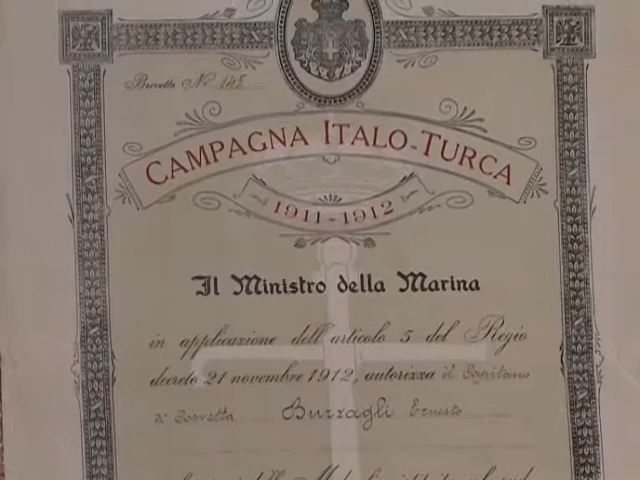 Brevetto N.
CAMPAGNA ITALO-TURCA
1911-1912
Il Ministro della Marina
in applicazione dell'articolo 5 del Regio
decreto 21 novembre 1912, autorizza il Capitano
di Corvetta Burzagli Ernesto